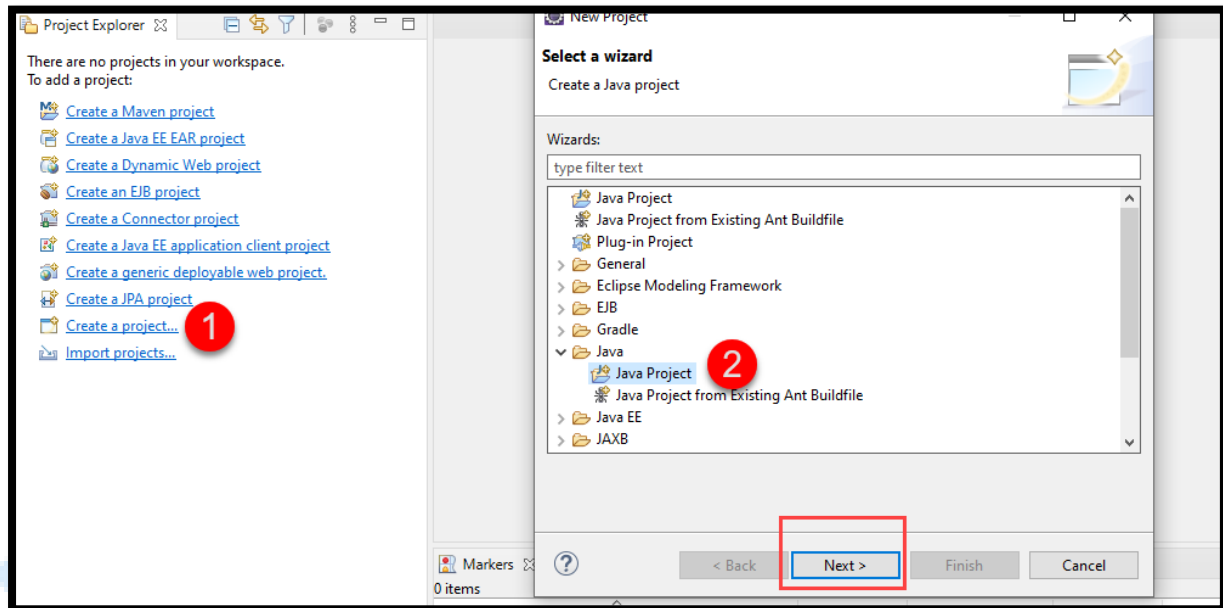 Project Explorer
There are no projects in your workspace.
To add a project:
Create a Maven project
Create a Java EE EAR project
Create a Dynamic Web project
Create an EJB project
Create a Connector project
Create a Java EE application client project
Create a generic deployable web project.
Create a JPA project
Create a project...
1
Import projects...
New Project
Select a wizard
Create a Java project
Wizards:
type filter text
Java Project
Java Project from Existing Ant Buildfile
Plug-in Project
General
Eclipse Modeling Framework
EJB
Gradle
Java
Java Project
2
Java Project from Existing Ant Buildfile
Java EE
JAXB
? < Back Next > Finish Cancel
Markers
0 items